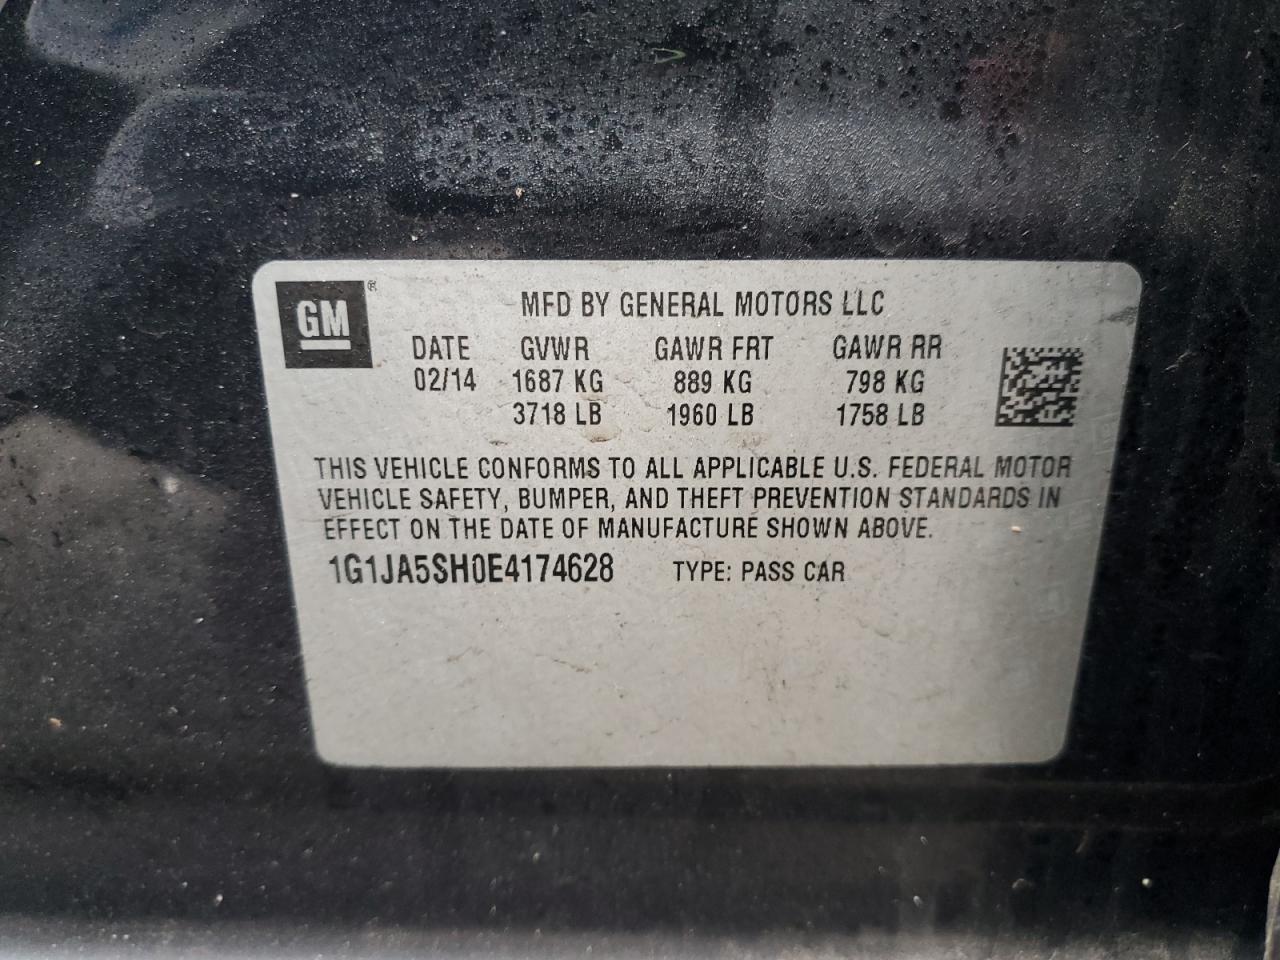 GM ®
MFD BY GENERAL MOTORS LLC
DATE GVWR GAWR FRT GAWR RR
02/14 1687 KG 889 KG 798 KG
3718 LB 1960 LB 1758 LB
THIS VEHICLE CONFORMS TO ALL APPLICABLE U.S. FEDERAL MOTOR
VEHICLE SAFETY, BUMPER, AND THEFT PREVENTION STANDARDS IN
EFFECT ON THE DATE OF MANUFACTURE SHOWN ABOVE.
1G1JA5SH0E4174628 TYPE: PASS CAR